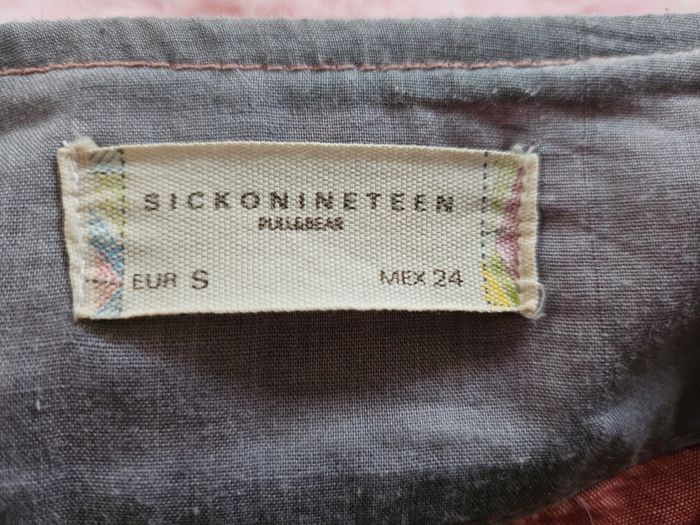 SICKONINETEEN
PULL&BEAR
EUR S MEX 24